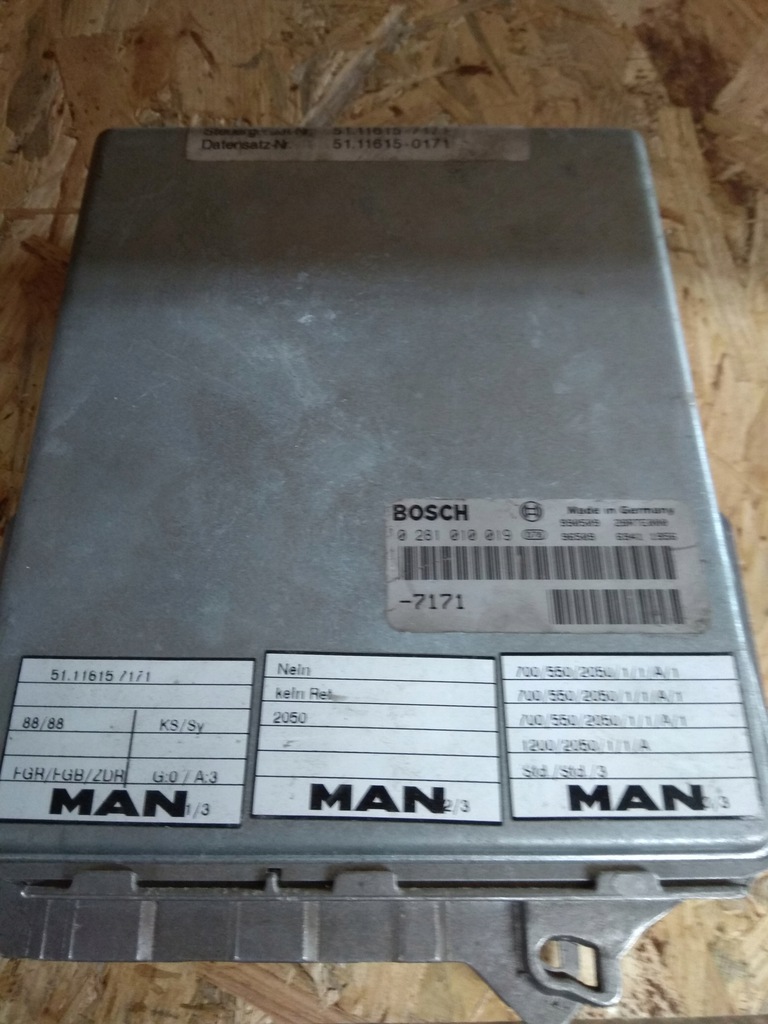 Datensatz-Nr. 51.11615-0171
BOSCH Made in Germany
0 281 010 019
-7171
51.11615 7171
88/88 KS/Sy
FGR/FGB/ZDR G:0 / A:3
MAN 1/3
Nein
kein Ret.
2050
MAN 2/3
700/550/2050/1/1/A/1
700/550/2050/1/1/A/1
700/550/2050/1/1/A/1
1200/2050/1/1/A
Std./Std./3
MAN 3/3